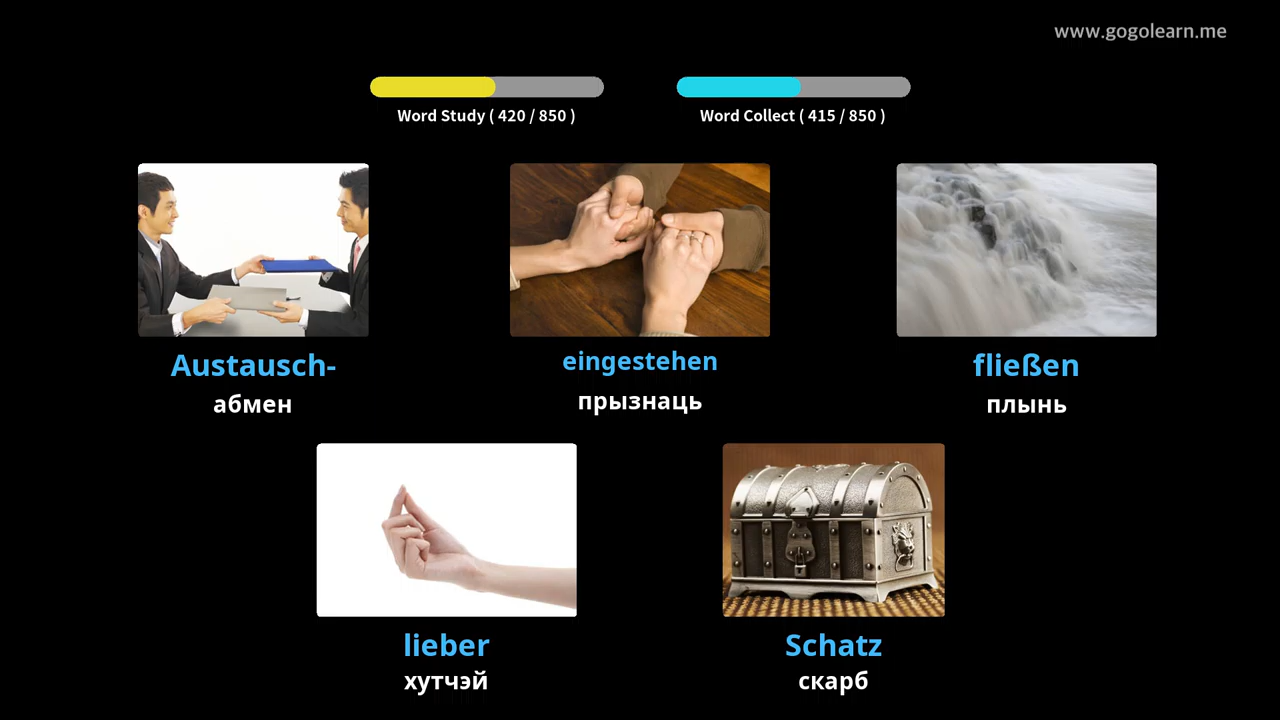 www.gogolearn.me
Word Study ( 420 / 850 )
Word Collect ( 415 / 850 )
Austausch-
абмен
eingestehen
прызнаць
fließen
плынь
lieber
хутчэй
Schatz
скарб